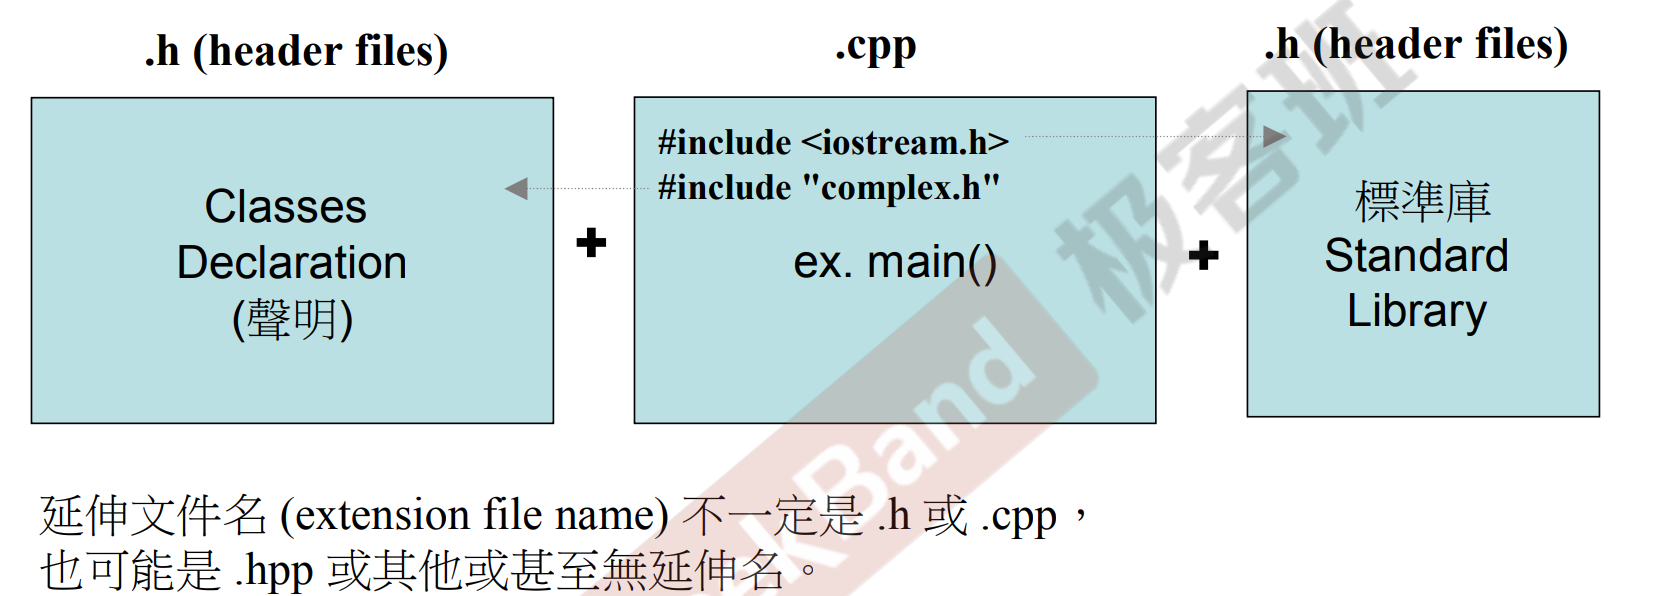 .h (header files)
.cpp
.h (header files)
Classes
Declaration
(聲明)
#include <iostream.h>
#include "complex.h"
ex. main()
標準庫
Standard
Library
延伸文件名 (extension file name) 不一定是 .h 或 .cpp，
也可能是 .hpp 或其他或甚至無延伸名。
极客班
ekBand